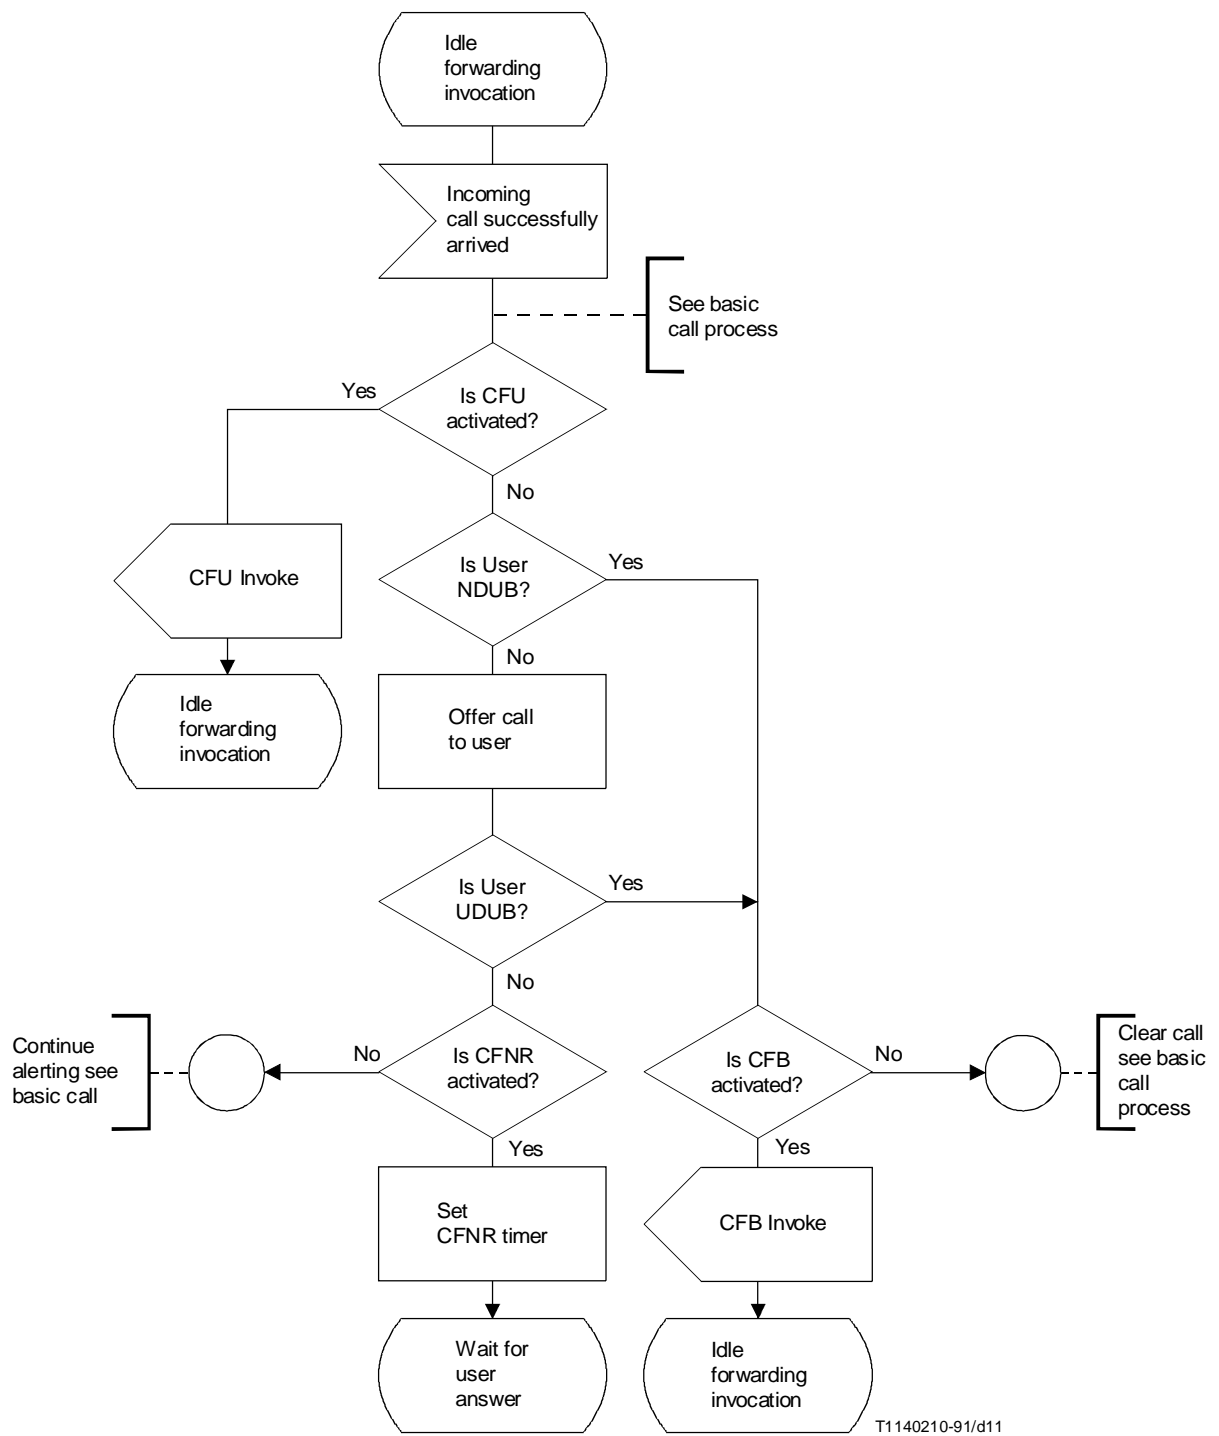 Idle
forwarding
invocation
Incoming
call successfully
arrived
See basic
call process
Yes
Is CFU
activated?
No
CFU Invoke
Is User
NDUB?
Yes
No
Idle
forwarding
invocation
Offer call
to user
Is User
UDUB?
Yes
No
Continue
alerting see
basic call
No
Is CFNR
activated?
Is CFB
activated?
No
Clear call
see basic
call
process
Yes
Yes
Set
CFNR timer
CFB Invoke
Wait for
user
answer
Idle
forwarding
invocation
T1140210-91/d11